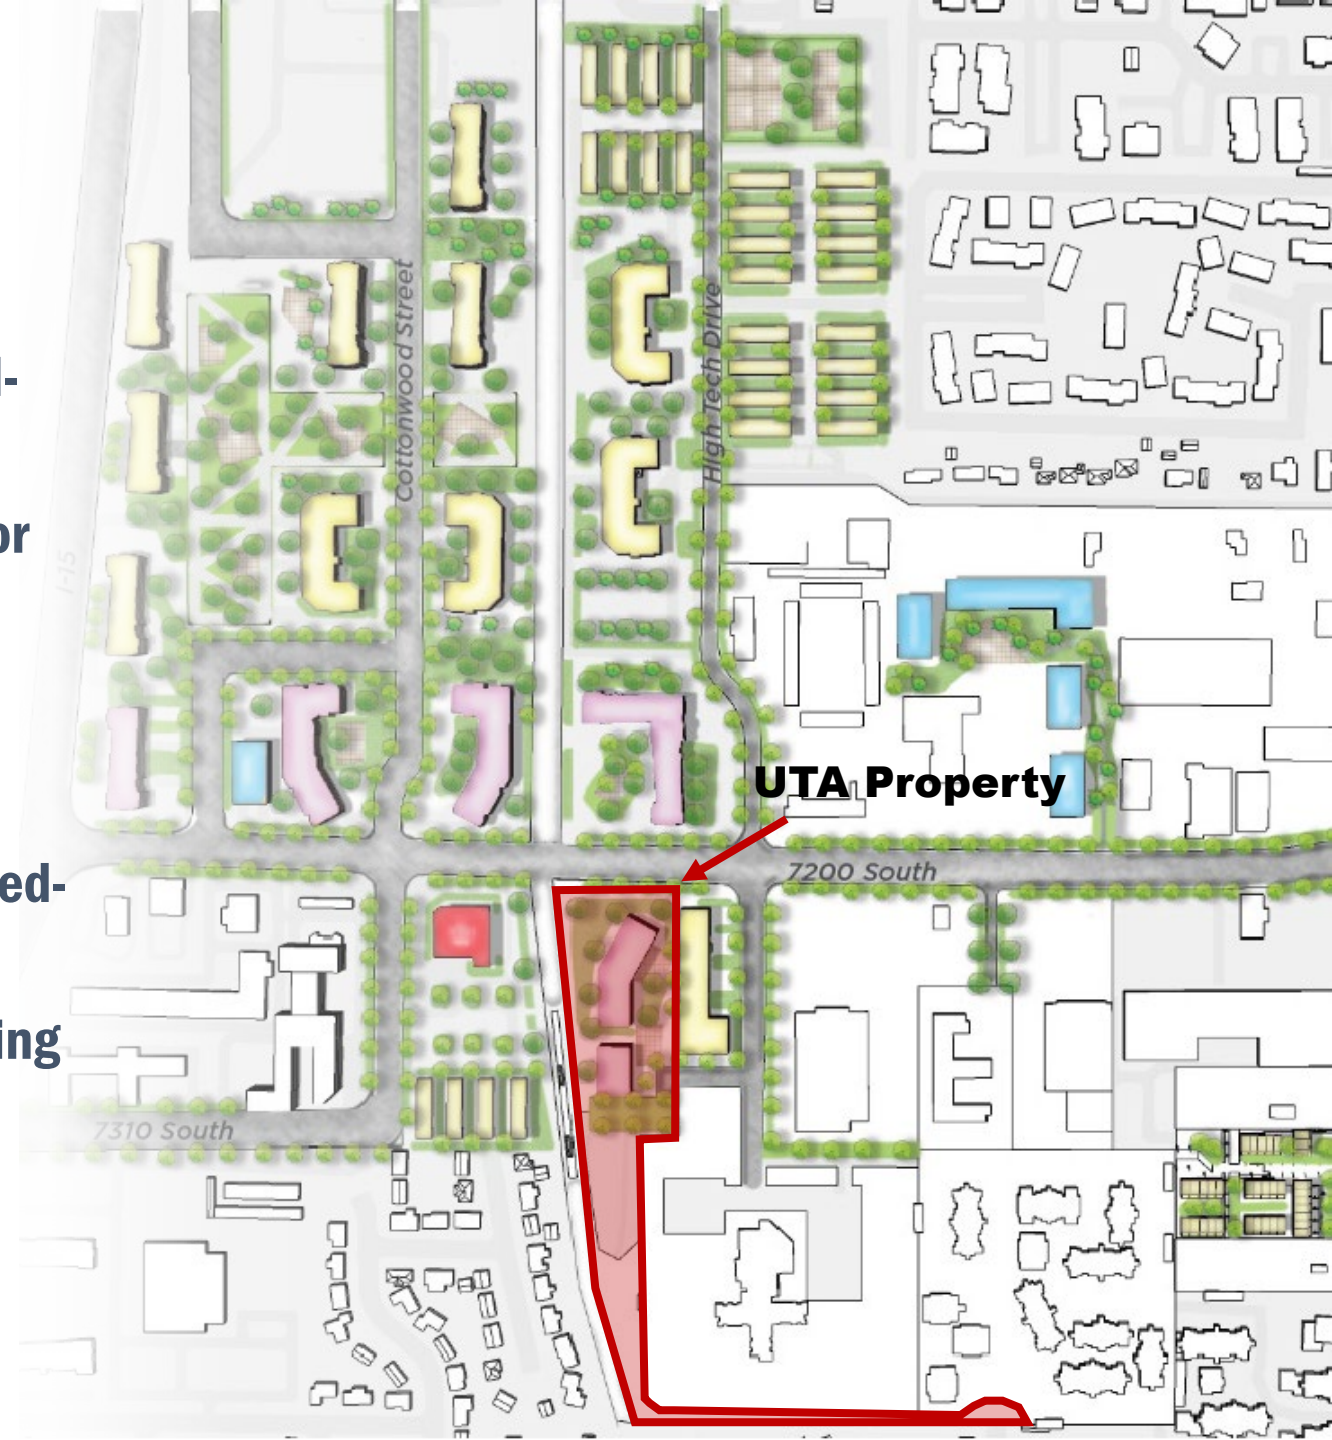 l-
or
ed-
ing
I-15
Cottonwood Street
High Tech Drive
UTA Property
7200 South
7310 South